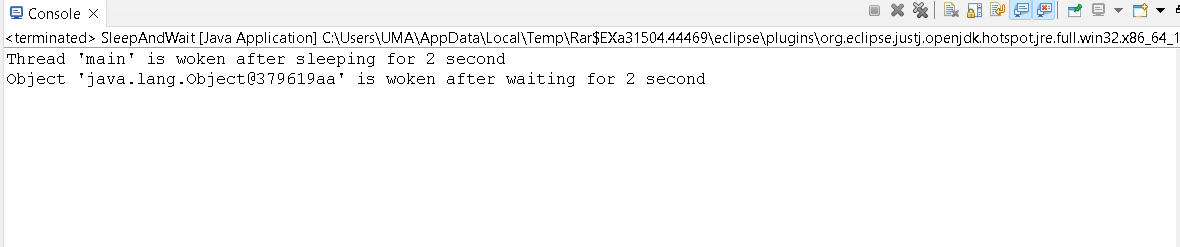 Console
<terminated> SleepAndWait [Java Application] C:\Users\UMA\AppData\Local\Temp\Rar$EXa31504.44469\eclipse\plugins\org.eclipse.justj.openjdk.hotspot.jre.full.win32.x86_64_1
Thread 'main' is woken after sleeping for 2 second
Object 'java.lang.Object@379619aa' is woken after waiting for 2 second